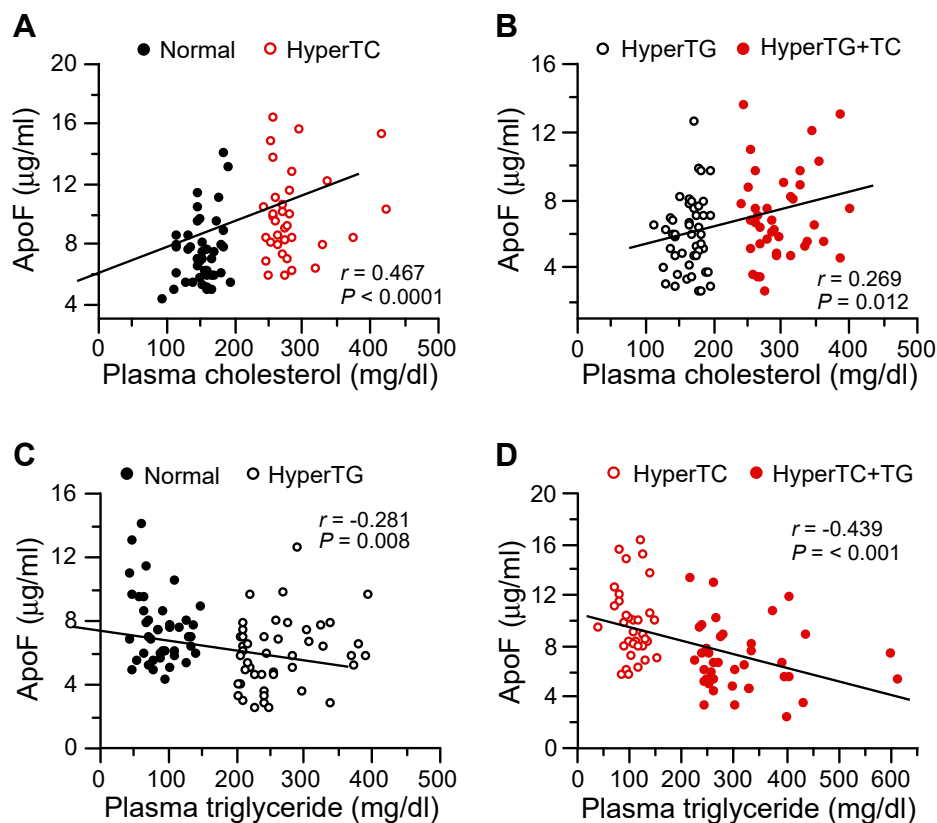 A
Normal HyperTC
20
16
12
8
4
ApoF (μg/ml)
r = 0.467
P < 0.0001
0 100 200 300 400 500
Plasma cholesterol (mg/dl)
B
HyperTG HyperTG+TC
16
12
8
4
ApoF (μg/ml)
r = 0.269
P = 0.012
0 100 200 300 400 500
Plasma cholesterol (mg/dl)
C
Normal HyperTG
16
12
8
4
0
ApoF (μg/ml)
r = -0.281
P = 0.008
0 100 200 300 400 500
Plasma triglyceride (mg/dl)
D
HyperTC HyperTC+TG
20
16
12
8
4
0
ApoF (μg/ml)
r = -0.439
P = < 0.001
0 100 200 300 400 500 600
Plasma triglyceride (mg/dl)